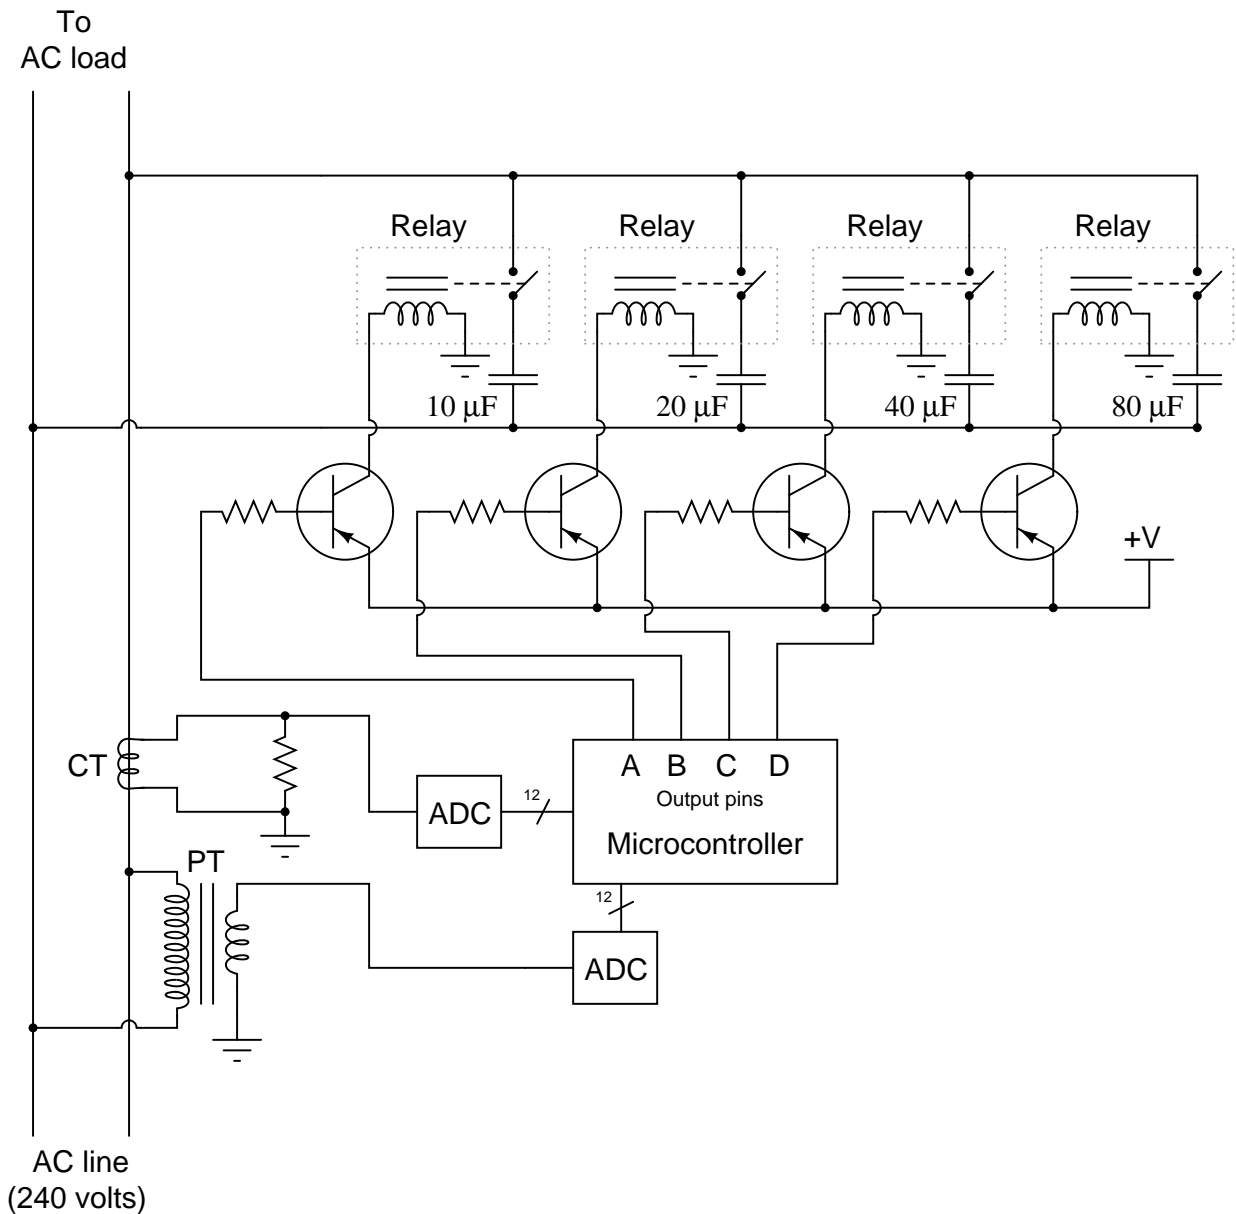 To
AC load
Relay
Relay
Relay
Relay
10 μF
20 μF
40 μF
80 μF
+V
CT
A B C D
Output pins
Microcontroller
ADC
12
PT
12
ADC
AC line
(240 volts)